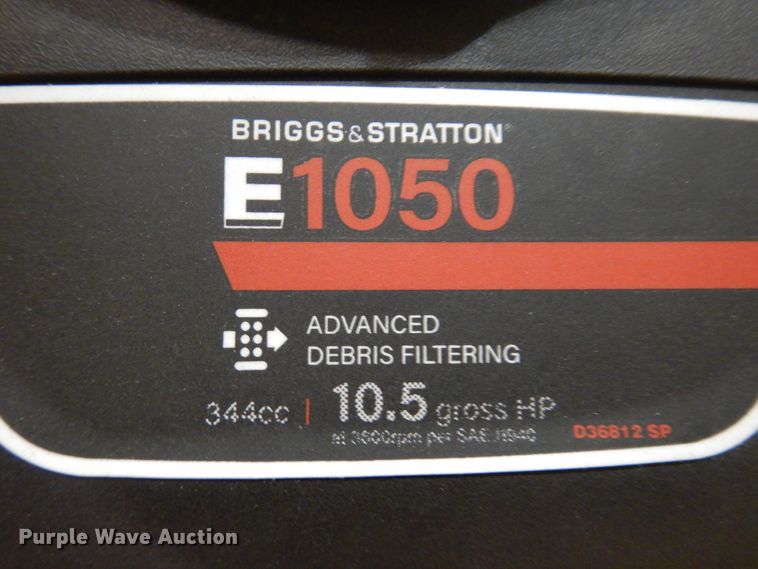 BRIGGS & STRATTON®
E1050
ADVANCED
DEBRIS FILTERING
344cc | 10.5 gross HP
at 3600rpm per SAE J1940
D36812 SP
Purple Wave Auction